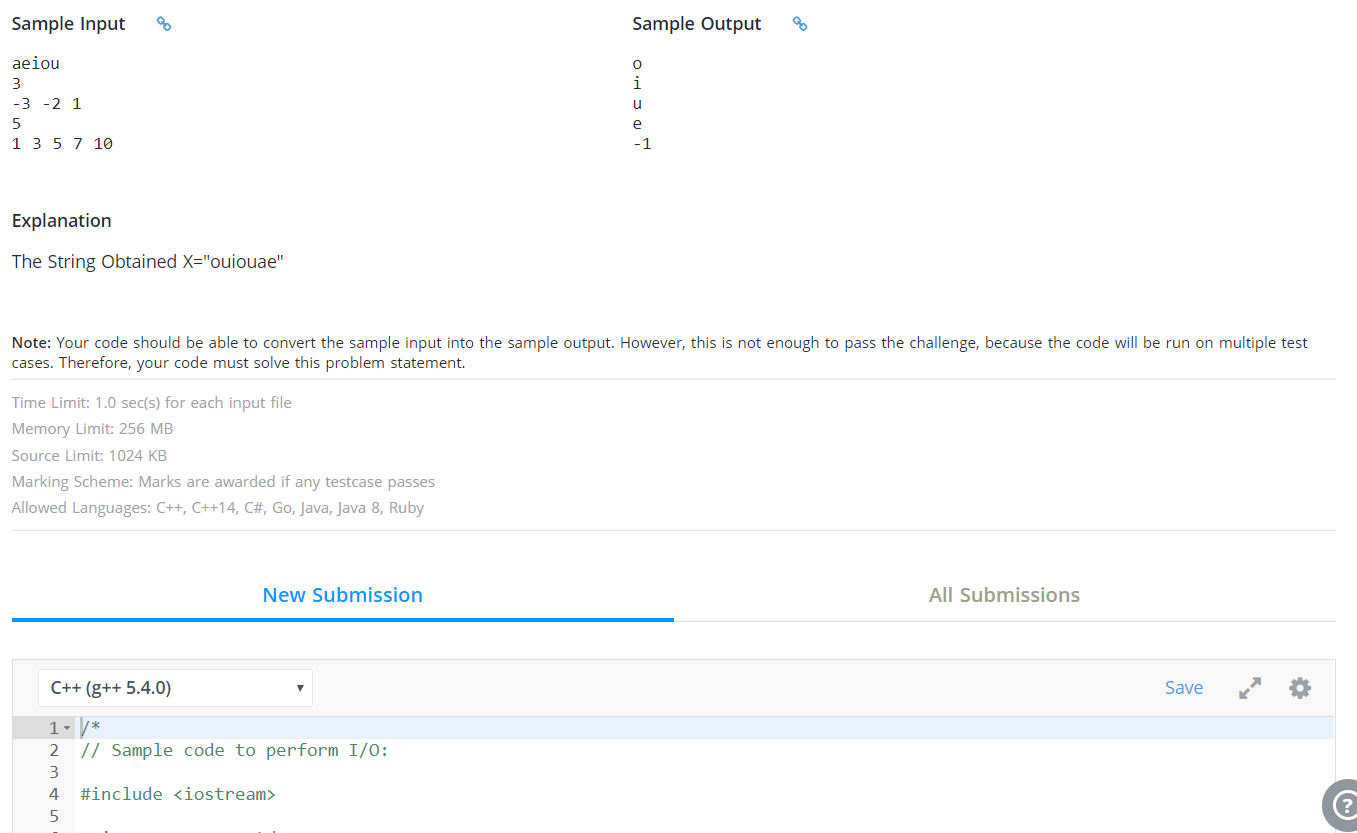 Sample Input
aeiou
3
-3 -2 1
5
1 3 5 7 10
Sample Output
o
i
u
e
-1
Explanation
The String Obtained X="ouiouae"
Note: Your code should be able to convert the sample input into the sample output. However, this is not enough to pass the challenge, because the code will be run on multiple test
cases. Therefore, your code must solve this problem statement.
Time Limit: 1.0 sec(s) for each input file
Memory Limit: 256 MB
Source Limit: 1024 KB
Marking Scheme: Marks are awarded if any testcase passes
Allowed Languages: C++, C++14, C#, Go, Java, Java 8, Ruby
New Submission
All Submissions
C++ (g++ 5.4.0)
Save
1 /*
2 // Sample code to perform I/O:
3
4 #include <iostream>
5
?